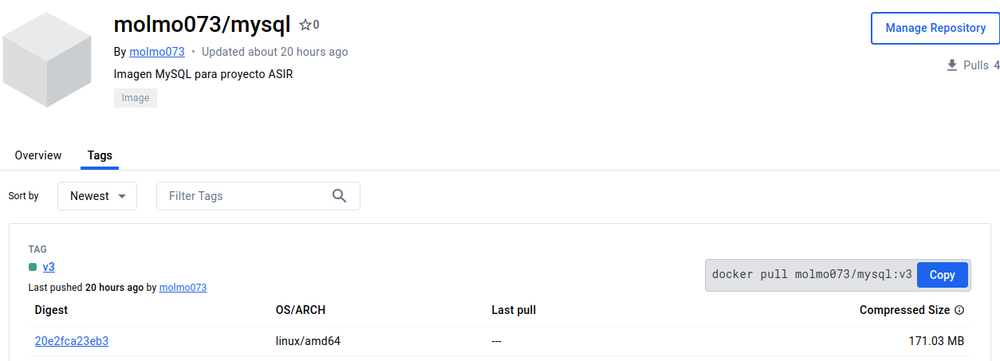 molmo073/mysql 0
Manage Repository
By molmo073 • Updated about 20 hours ago
Pulls 4
Imagen MySQL para proyecto ASIR
Image
Overview Tags
Sort by Newest Filter Tags
TAG
v3
docker pull molmo073/mysql:v3 Copy
Last pushed 20 hours ago by molmo073
Digest OS/ARCH Last pull Compressed Size
20e2fca23eb3 linux/amd64 --- 171.03 MB